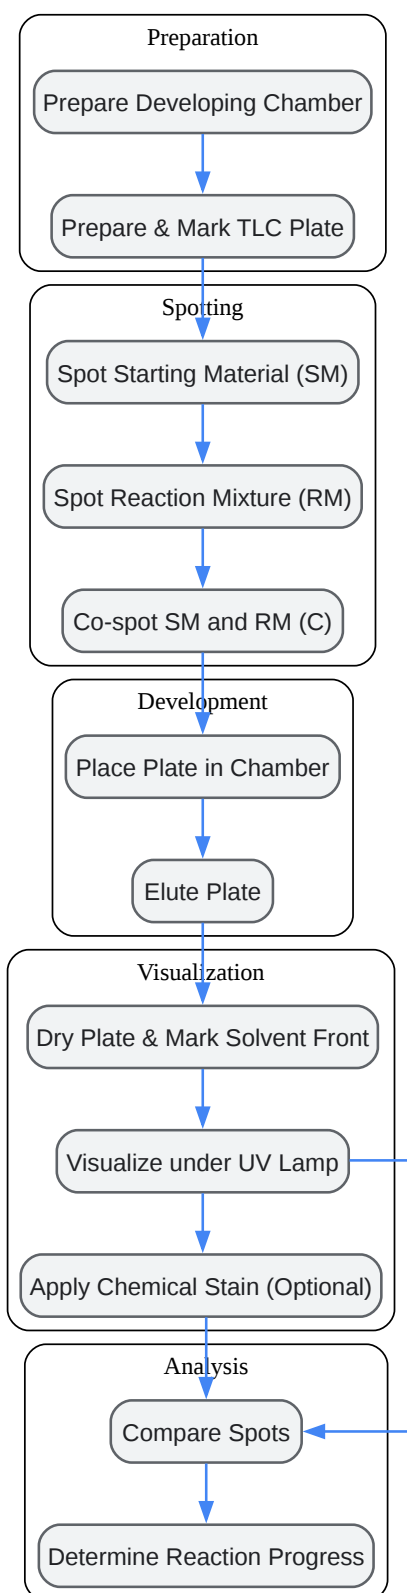 Preparation
Prepare Developing Chamber
Prepare & Mark TLC Plate
Spotting
Spot Starting Material (SM)
Spot Reaction Mixture (RM)
Co-spot SM and RM (C)
Development
Place Plate in Chamber
Elute Plate
Visualization
Dry Plate & Mark Solvent Front
Visualize under UV Lamp
Apply Chemical Stain (Optional)
Analysis
Compare Spots
Determine Reaction Progress